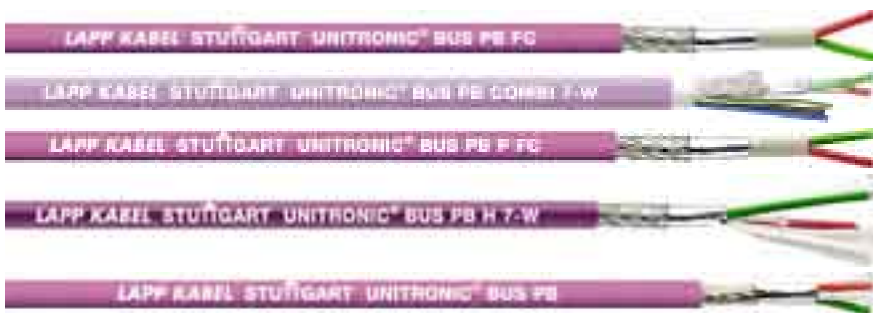 LAPP KABEL STUTTGART UNITRONIC® BUS PB FC
LAPP KABEL STUTTGART UNITRONIC® BUS PB COMBI 7-W
LAPP KABEL STUTTGART UNITRONIC® BUS PB P FC
LAPP KABEL STUTTGART UNITRONIC® BUS PB H 7-W
LAPP KABEL STUTTGART UNITRONIC® BUS PB